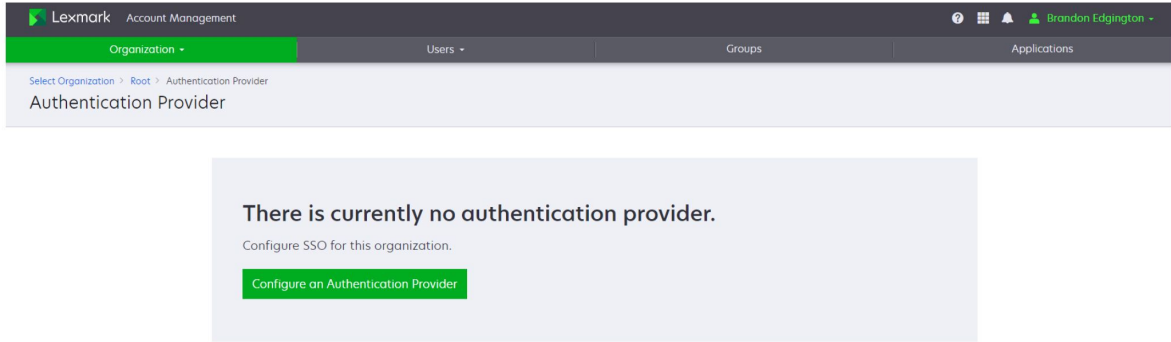 Lexmark Account Management
? Brandon Edgington
Organization Users Groups Applications
Select Organization > Root > Authentication Provider
Authentication Provider
There is currently no authentication provider.
Configure SSO for this organization.
Configure an Authentication Provider